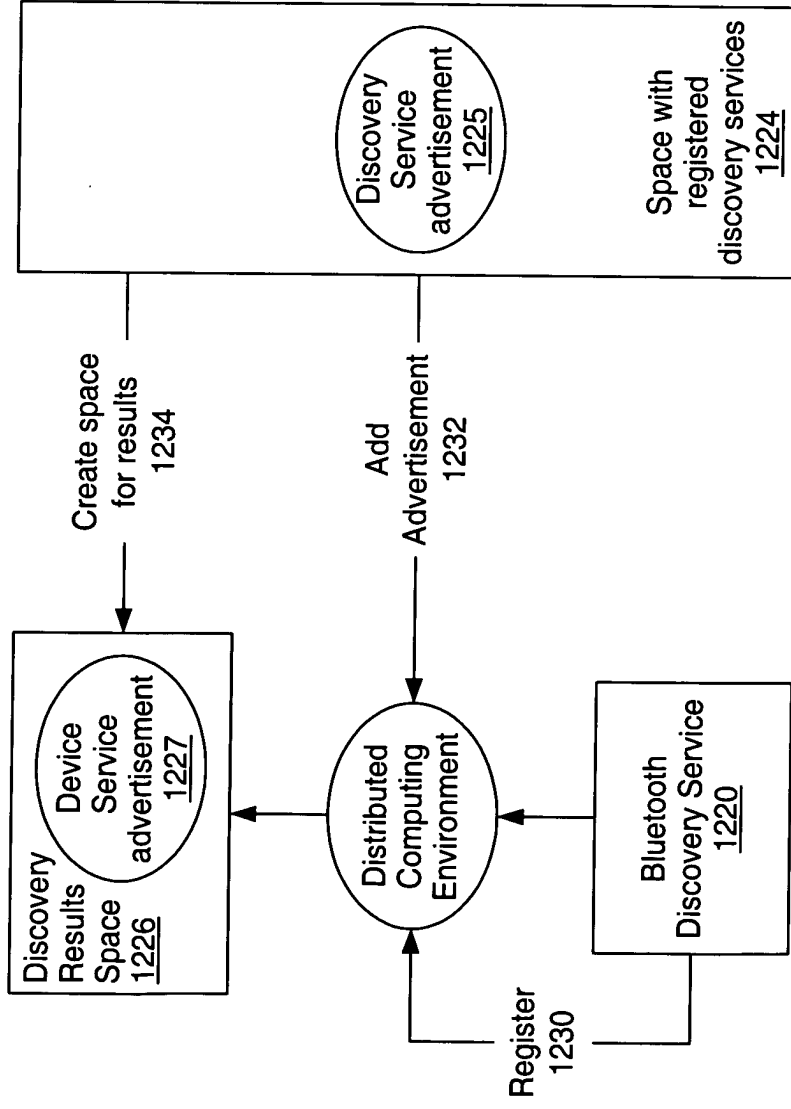 Discovery
Results
Space
1226
Device
Service
advertisement
1227
Create space
for results
1234
Discovery
Service
advertisement
1225
Space with
registered
discovery services
1224
Add
Advertisement
1232
Distributed
Computing
Environment
Register
1230
Bluetooth
Discovery Service
1220